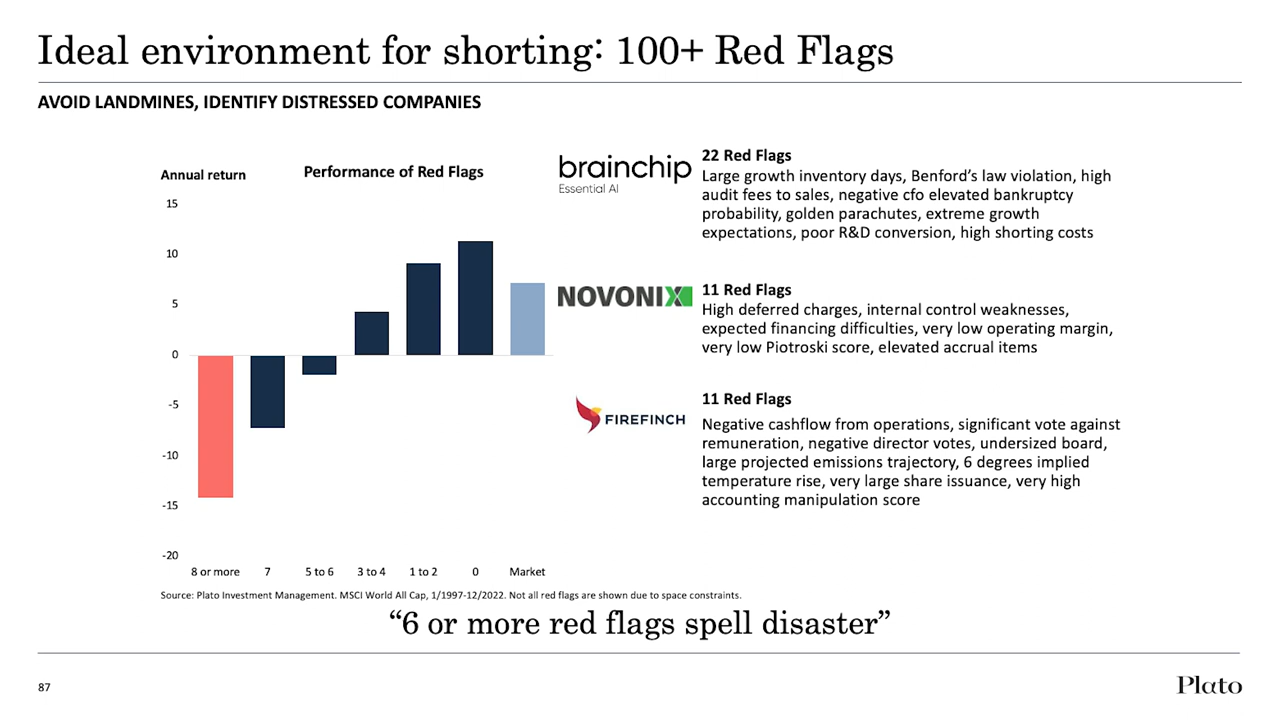 Ideal environment for shorting: 100+ Red Flags
AVOID LANDMINES, IDENTIFY DISTRESSED COMPANIES
Annual return
Performance of Red Flags
15
10
5
0
-5
-10
-15
-20
8 or more
7
5 to 6
3 to 4
1 to 2
0
Market
brainchip
Essential AI
22 Red Flags
Large growth inventory days, Benford’s law violation, high
audit fees to sales, negative cfo elevated bankruptcy
probability, golden parachutes, extreme growth
expectations, poor R&D conversion, high shorting costs
NOVONIX
11 Red Flags
High deferred charges, internal control weaknesses,
expected financing difficulties, very low operating margin,
very low Piotroski score, elevated accrual items
FIREFINCH
11 Red Flags
Negative cashflow from operations, significant vote against
remuneration, negative director votes, undersized board,
large projected emissions trajectory, 6 degrees implied
temperature rise, very large share issuance, very high
accounting manipulation score
Source: Plato Investment Management. MSCI World All Cap, 1/1997-12/2022. Not all red flags are shown due to space constraints.
“6 or more red flags spell disaster”
87
Plato